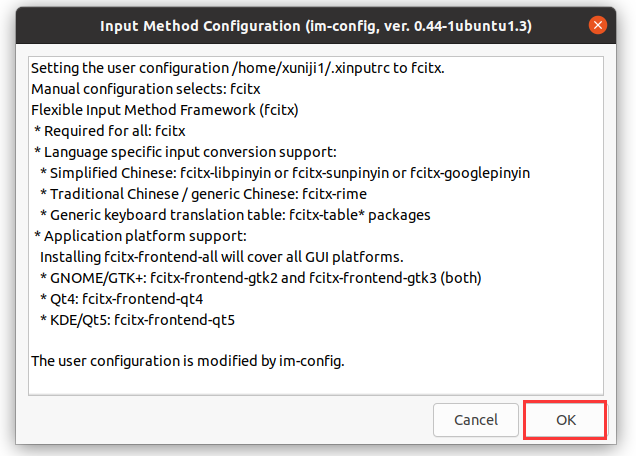 Input Method Configuration (im-config, ver. 0.44-1ubuntu1.3)
Setting the user configuration /home/xuniji1/.xinputrc to fcitx.
Manual configuration selects: fcitx
Flexible Input Method Framework (fcitx)
* Required for all: fcitx
* Language specific input conversion support:
* Simplified Chinese: fcitx-libpinyin or fcitx-sunpinyin or fcitx-googlepinyin
* Traditional Chinese / generic Chinese: fcitx-rime
* Generic keyboard translation table: fcitx-table* packages
* Application platform support:
Installing fcitx-frontend-all will cover all GUI platforms.
* GNOME/GTK+: fcitx-frontend-gtk2 and fcitx-frontend-gtk3 (both)
* Qt4: fcitx-frontend-qt4
* KDE/Qt5: fcitx-frontend-qt5
The user configuration is modified by im-config.
Cancel OK